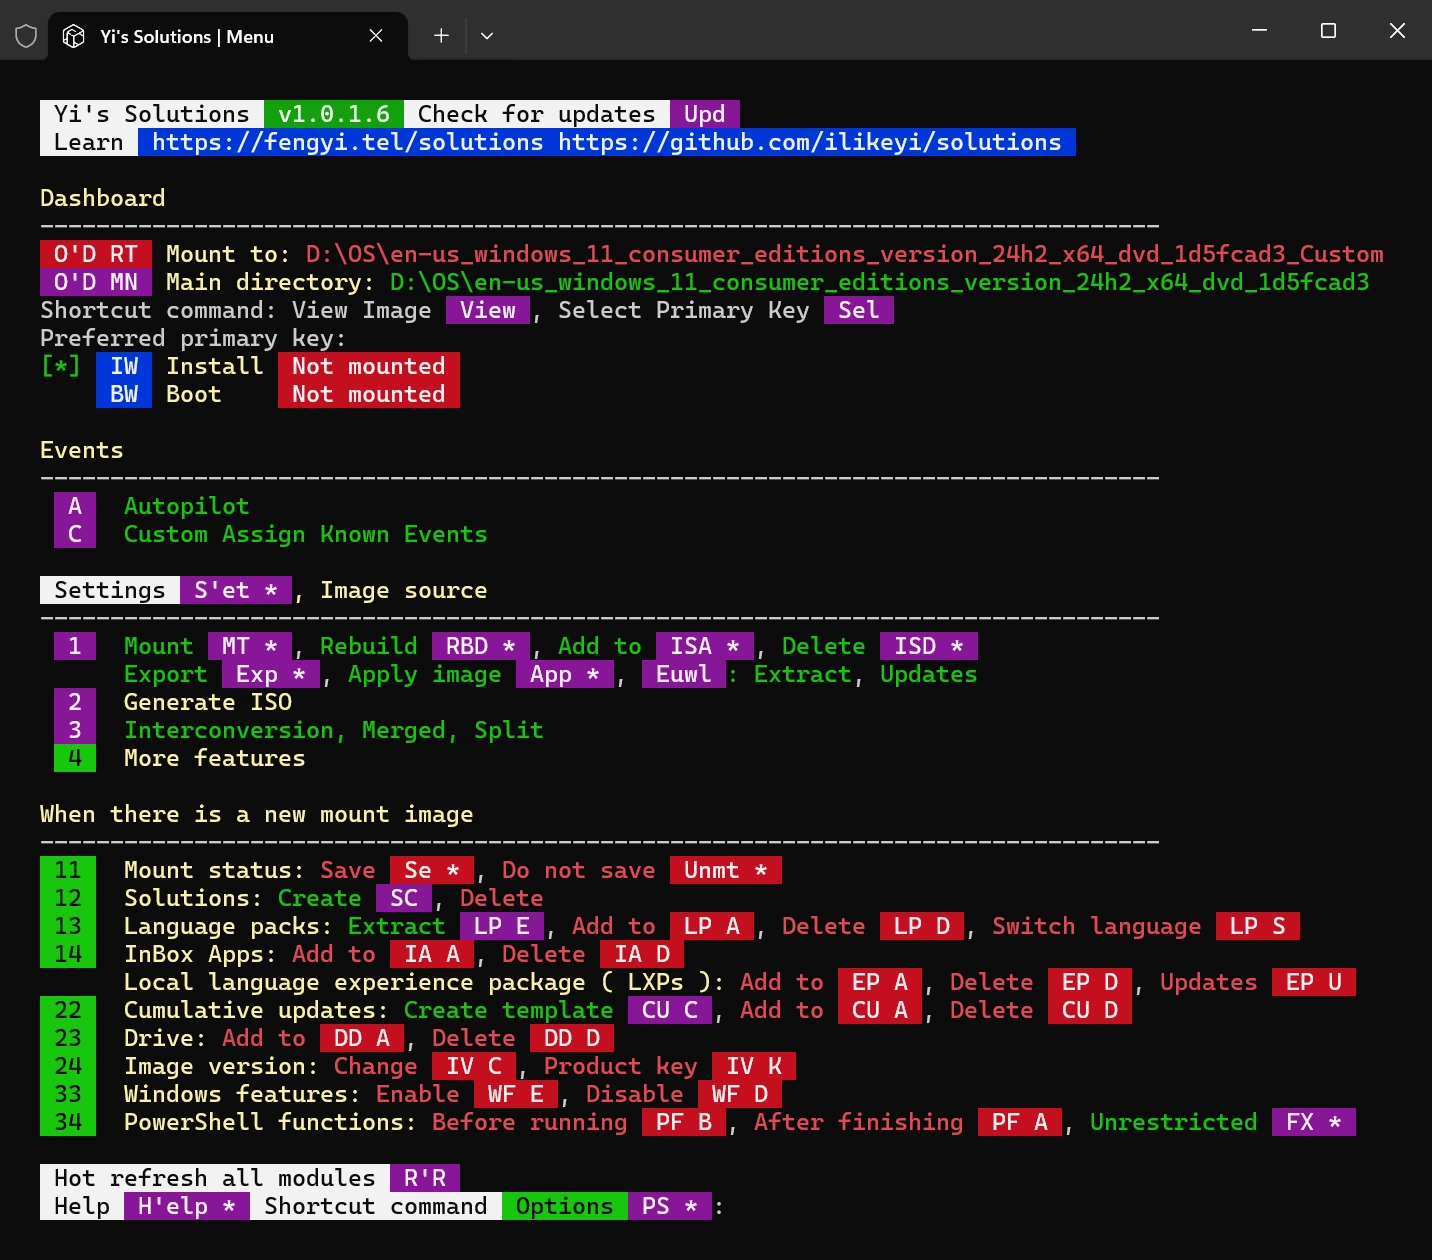 Yi's Solutions | Menu
Yi's Solutions v1.0.1.6 Check for updates Upd
Learn https://fengyi.tel/solutions https://github.com/ilikeyi/solutions
Dashboard
--------------------------------------------------------------------------------
O'D RT Mount to: D:\OS\en-us_windows_11_consumer_editions_version_24h2_x64_dvd_1d5fcad3_Custom
O'D MN Main directory: D:\OS\en-us_windows_11_consumer_editions_version_24h2_x64_dvd_1d5fcad3
Shortcut command: View Image View , Select Primary Key Sel
Preferred primary key:
[*] IW Install Not mounted
BW Boot Not mounted
Events
--------------------------------------------------------------------------------
A Autopilot
C Custom Assign Known Events
Settings S'et * , Image source
--------------------------------------------------------------------------------
1 Mount MT * , Rebuild RBD * , Add to ISA * , Delete ISD *
Export Exp * , Apply image App * , Euwl : Extract, Updates
2 Generate ISO
3 Interconversion, Merged, Split
4 More features
When there is a new mount image
--------------------------------------------------------------------------------
11 Mount status: Save Se * , Do not save Unmt *
12 Solutions: Create SC , Delete
13 Language packs: Extract LP E , Add to LP A , Delete LP D , Switch language LP S
14 InBox Apps: Add to IA A , Delete IA D
Local language experience package ( LXPs ): Add to EP A , Delete EP D , Updates EP U
22 Cumulative updates: Create template CU C , Add to CU A , Delete CU D
23 Drive: Add to DD A , Delete DD D
24 Image version: Change IV C , Product key IV K
33 Windows features: Enable WF E , Disable WF D
34 PowerShell functions: Before running PF B , After finishing PF A , Unrestricted FX *
Hot refresh all modules R'R
Help H'elp * Shortcut command Options PS * :